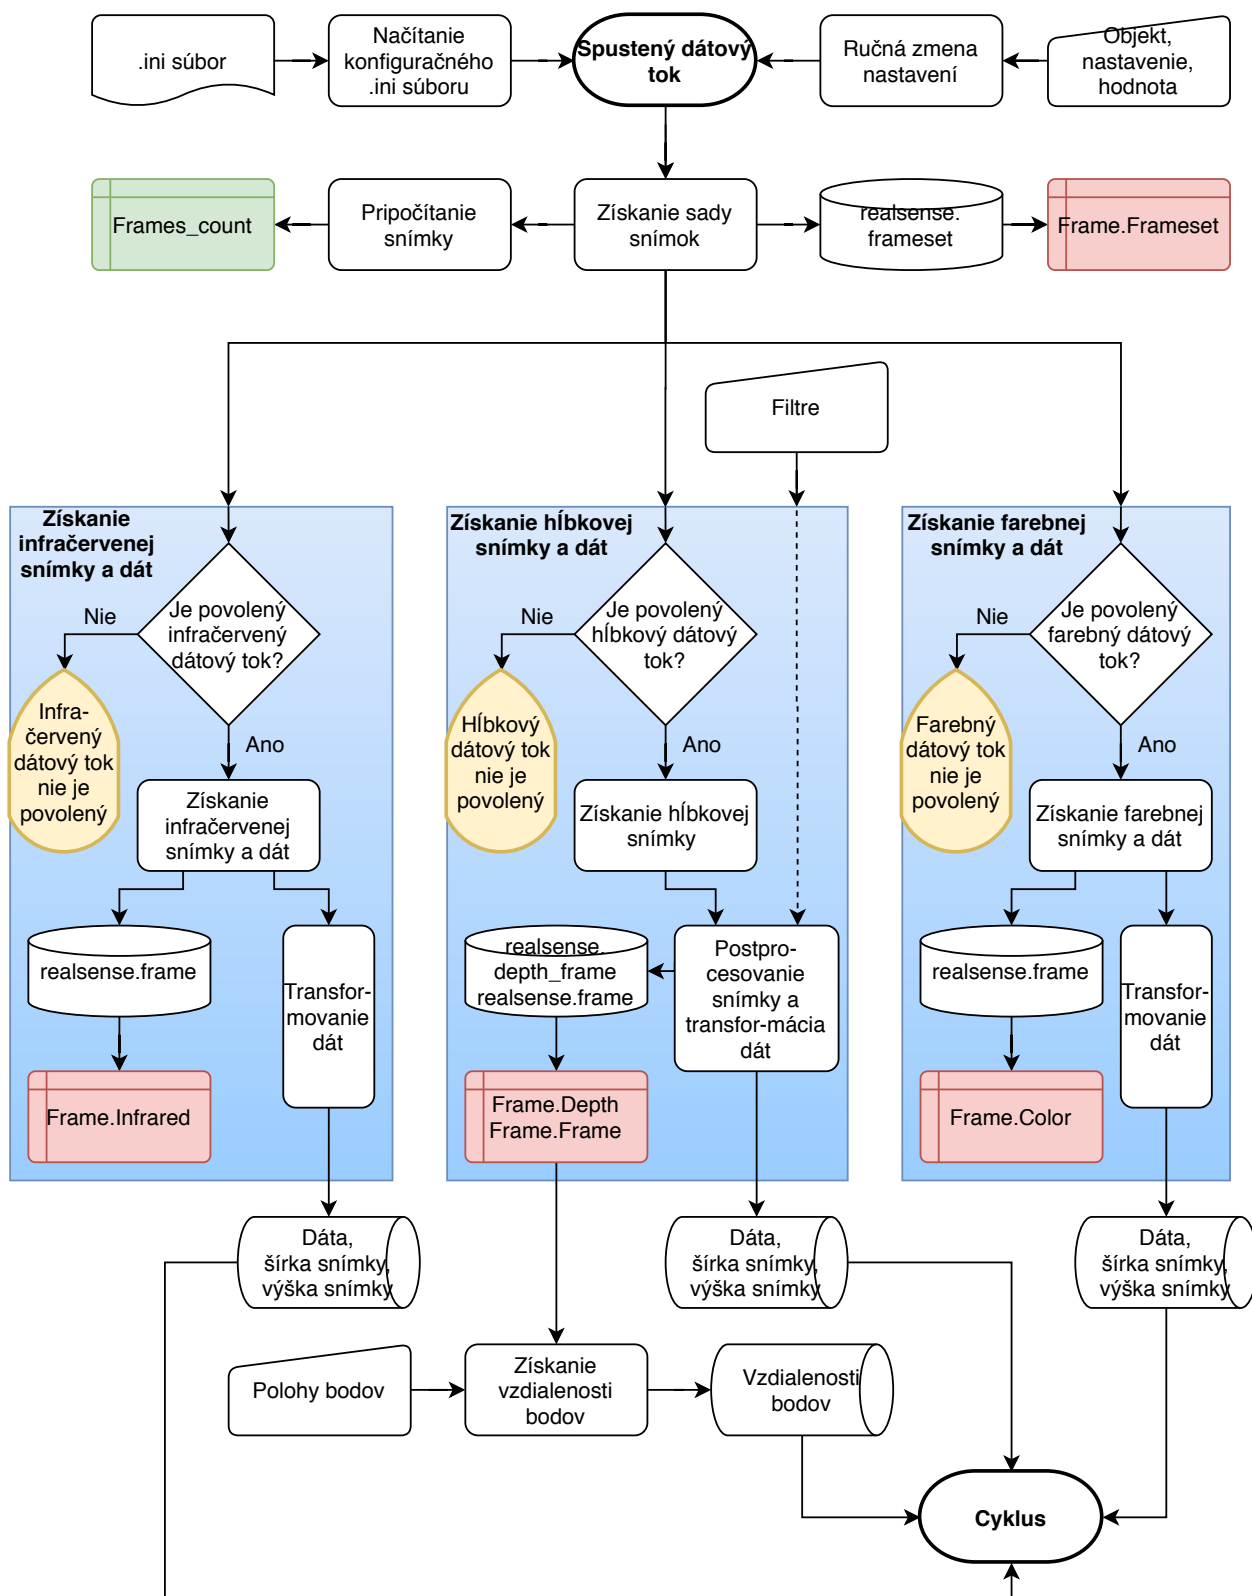 .ini súbor
Načítanie
konfiguračného
.ini súboru
Spustený dátový
tok
Ručná zmena
nastavení
Objekt,
nastavenie,
hodnota
Frames_count
Pripočítanie
snímky
Získanie sady
snímok
realsense.
frameset
Frame.Frameset
Filtre
Získanie
infračervenej
snímky a dát
Je povolený
infračervený
dátový tok?
Nie
Ano
Infra-
červený
dátový tok
nie je
povolený
Získanie
infračervenej
snímky a dát
realsense.frame
Transfor-
movanie
dát
Frame.Infrared
Získanie hĺbkovej
snímky a dát
Je povolený
hĺbkový dátový
tok?
Nie
Ano
Hĺbkový
dátový tok
nie je
povolený
Získanie hĺbkovej
snímky
realsense.
depth_frame
realsense.frame
Postpro-
cesovanie
snímky a
transfor-mácia
dát
Frame.Depth
Frame.Frame
Získanie farebnej
snímky a dát
Je povolený
farebný dátový
tok?
Nie
Ano
Farebný
dátový tok
nie je
povolený
Získanie farebnej
snímky a dát
realsense.frame
Transfor-
movanie
dát
Frame.Color
Dáta,
šírka snímky,
výška snímky
Dáta,
šírka snímky,
výška snímky
Dáta,
šírka snímky,
výška snímky
Polohy bodov
Získanie
vzdialenosti
bodov
Vzdialenosti
bodov
Cyklus